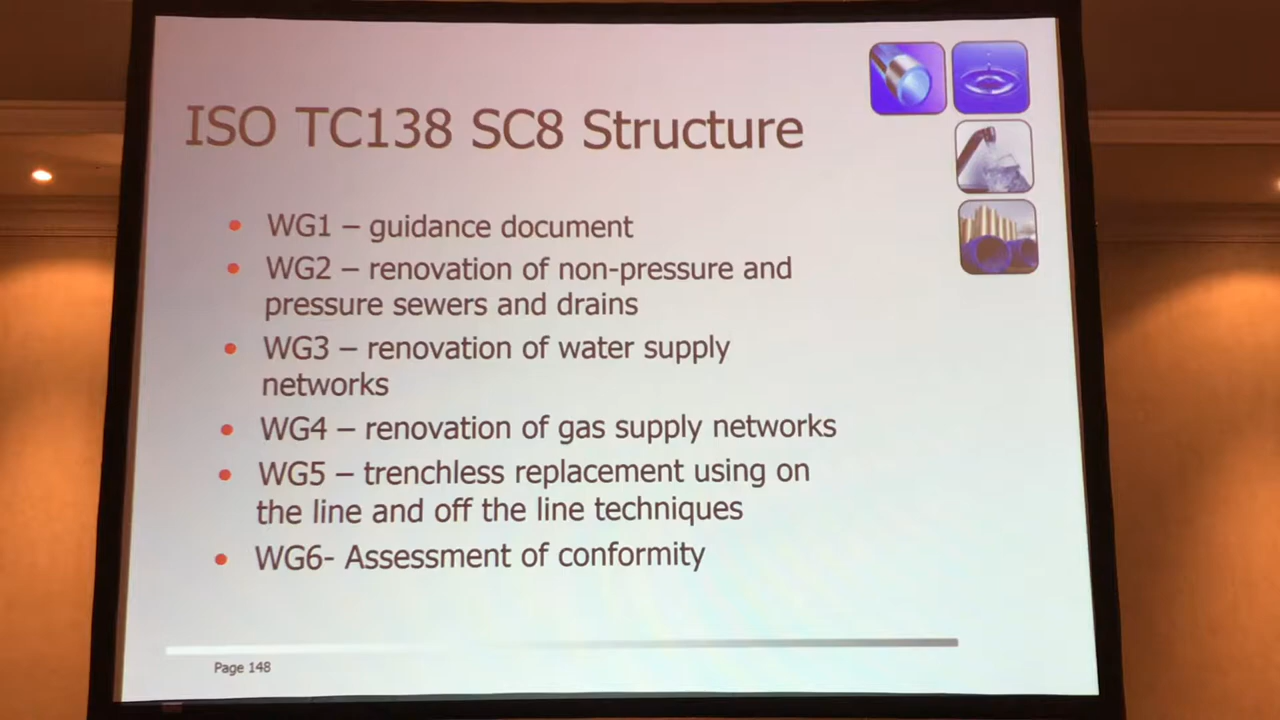 ISO TC138 SC8 Structure
• WG1 – guidance document
• WG2 – renovation of non-pressure and
pressure sewers and drains
• WG3 – renovation of water supply
networks
• WG4 – renovation of gas supply networks
• WG5 – trenchless replacement using on
the line and off the line techniques
• WG6- Assessment of conformity
Page 148